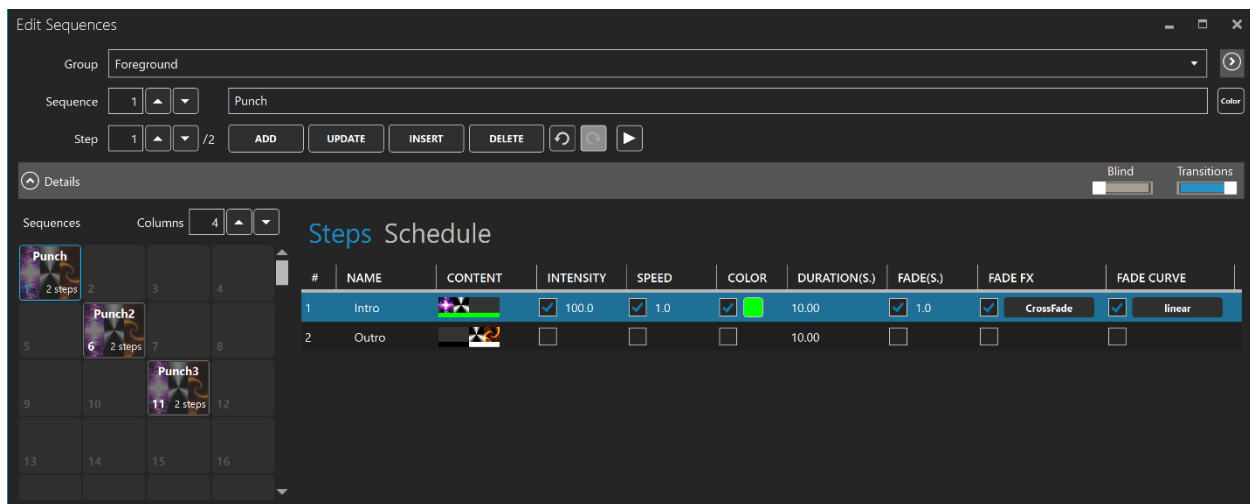 Edit Sequences
Group Foreground
Sequence 1 Punch Color
Step 1 /2 ADD UPDATE INSERT DELETE
Details Blind Transitions
Sequences Columns 4
Steps Schedule
Punch
1 2 steps 2 3 4
Punch2
5 6 2 steps 7 8
Punch3
9 10 11 2 steps 12
13 14 15 16
# NAME CONTENT INTENSITY SPEED COLOR DURATION(S.) FADE(S.) FADE FX FADE CURVE
1 Intro 100.0 1.0 10.00 1.0 CrossFade linear
2 Outro 10.00